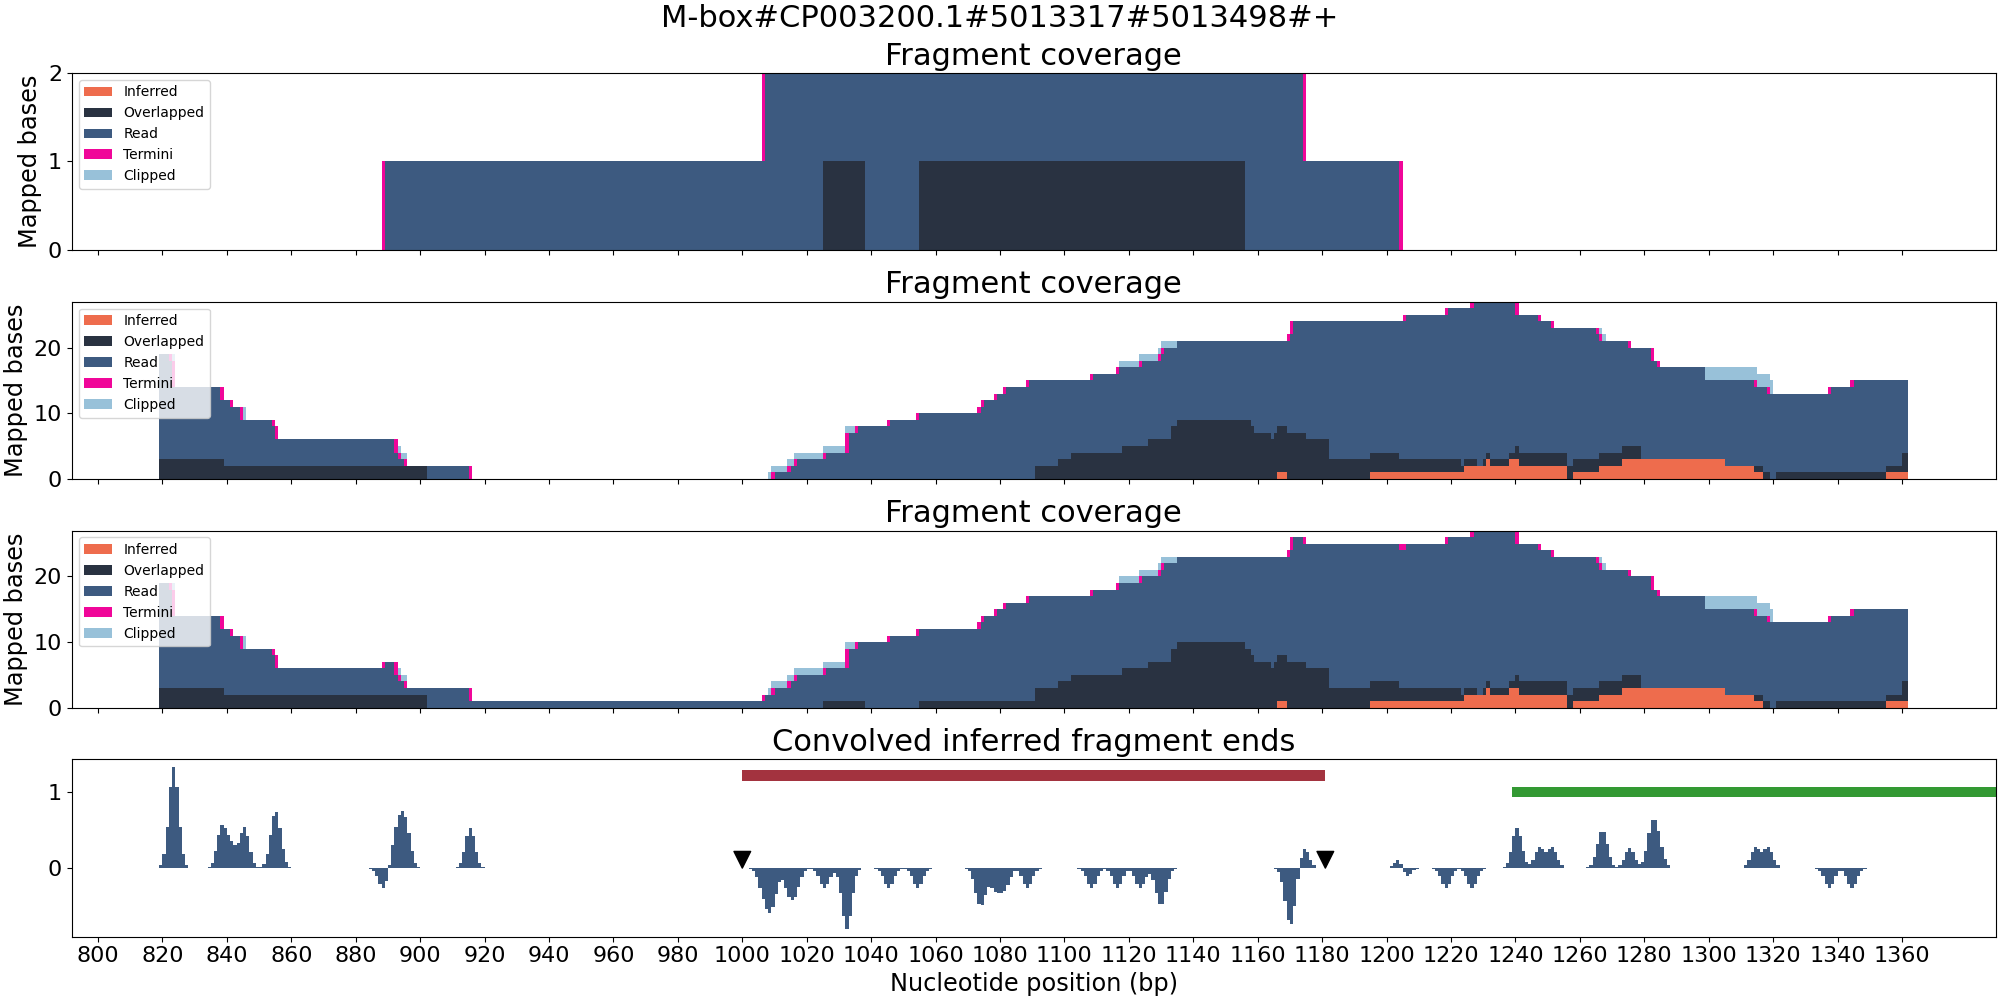 M-box#CP003200.1#5013317#5013498#+
Fragment coverage
Mapped bases
2
1
0
Inferred
Overlapped
Read
Termini
Clipped
Fragment coverage
Mapped bases
20
10
0
Inferred
Overlapped
Read
Termini
Clipped
Fragment coverage
Mapped bases
20
10
0
Inferred
Overlapped
Read
Termini
Clipped
Convolved inferred fragment ends
1
0
800 820 840 860 880 900 920 940 960 980 1000 1020 1040 1060 1080 1100 1120 1140 1160 1180 1200 1220 1240 1260 1280 1300 1320 1340 1360
Nucleotide position (bp)